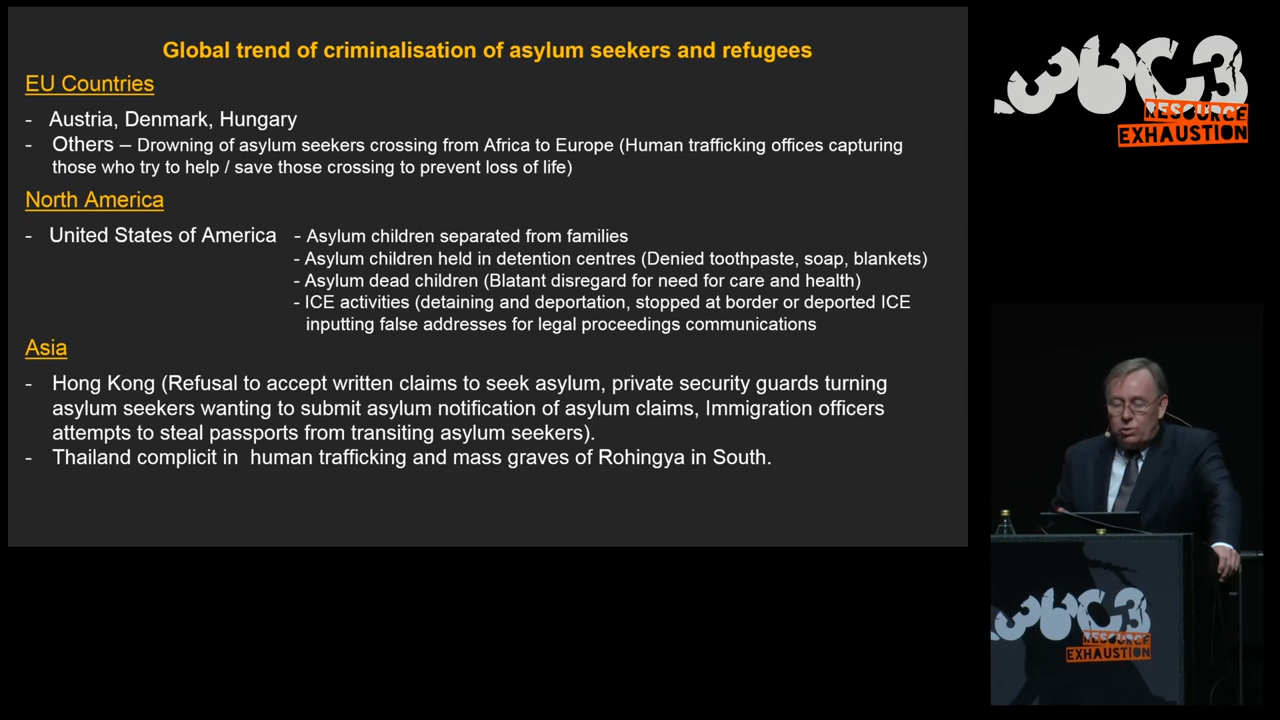 Global trend of criminalisation of asylum seekers and refugees
EU Countries
- Austria, Denmark, Hungary
- Others – Drowning of asylum seekers crossing from Africa to Europe (Human trafficking offices capturing
those who try to help / save those crossing to prevent loss of life)
North America
- United States of America - Asylum children separated from families
- Asylum children held in detention centres (Denied toothpaste, soap, blankets)
- Asylum dead children (Blatant disregard for need for care and health)
- ICE activities (detaining and deportation, stopped at border or deported ICE
inputting false addresses for legal proceedings communications
Asia
- Hong Kong (Refusal to accept written claims to seek asylum, private security guards turning
asylum seekers wanting to submit asylum notification of asylum claims, Immigration officers
attempts to steal passports from transiting asylum seekers).
- Thailand complicit in human trafficking and mass graves of Rohingya in South.
36C3
RESOURCE
EXHAUSTION
36C3
RESOURCE
EXHAUSTION